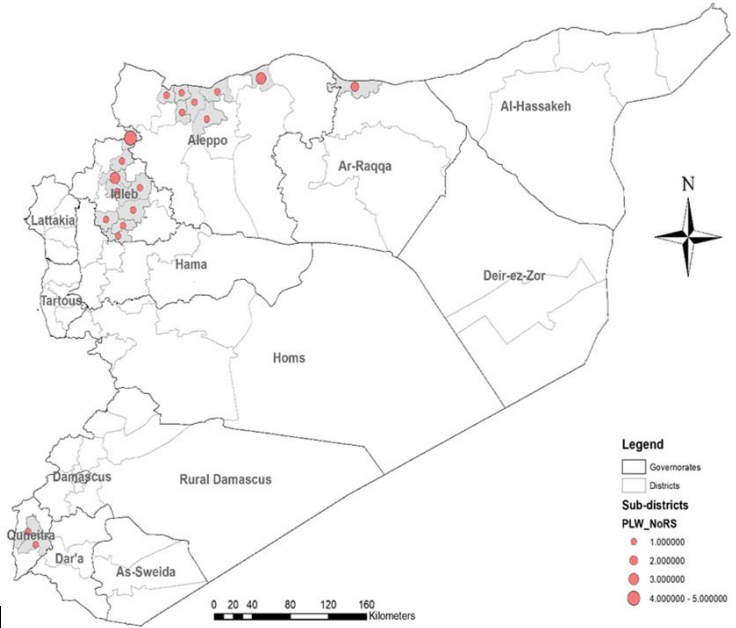 Al-Hassakeh
Aleppo
Ar-Raqqa
N
Idleb
Lattakia
Hama
Deir-ez-Zor
Tartous
Homs
Legend
Governorates
Districts
Damascus
Rural Damascus
Sub-districts
PLW_NoRS
Quneitra
1.000000
Dar'a
2.000000
As-Sweida
3.000000
4.000000 - 5.000000
0 20 40 80 120 160
Kilometers